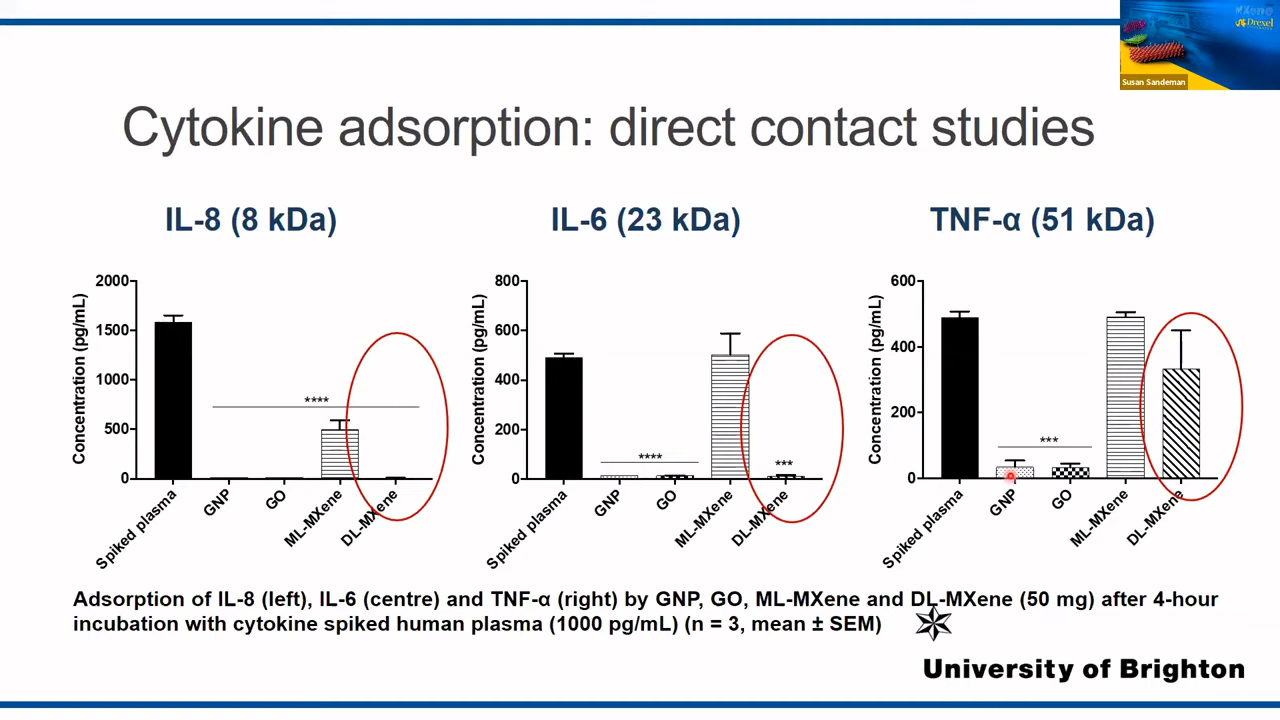 MXene
Drexel
Susan Sandeman
Cytokine adsorption: direct contact studies
IL-8 (8 kDa)
Concentration (pg/mL)
2000
1500
1000
500
0
****
Spiked plasma
GNP
GO
ML-MXene
DL-MXene
IL-6 (23 kDa)
Concentration (pg/mL)
800
600
400
200
0
****
***
Spiked plasma
GNP
GO
ML-MXene
DL-MXene
TNF-α (51 kDa)
Concentration (pg/mL)
600
400
200
0
***
Spiked plasma
GNP
GO
ML-MXene
DL-MXene
Adsorption of IL-8 (left), IL-6 (centre) and TNF-α (right) by GNP, GO, ML-MXene and DL-MXene (50 mg) after 4-hour
incubation with cytokine spiked human plasma (1000 pg/mL) (n = 3, mean ± SEM)
University of Brighton